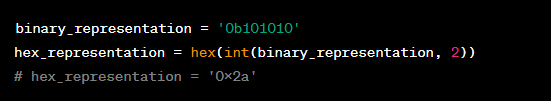 binary_representation = '0b101010'
hex_representation = hex(int(binary_representation, 2))
# hex_representation = '0x2a'